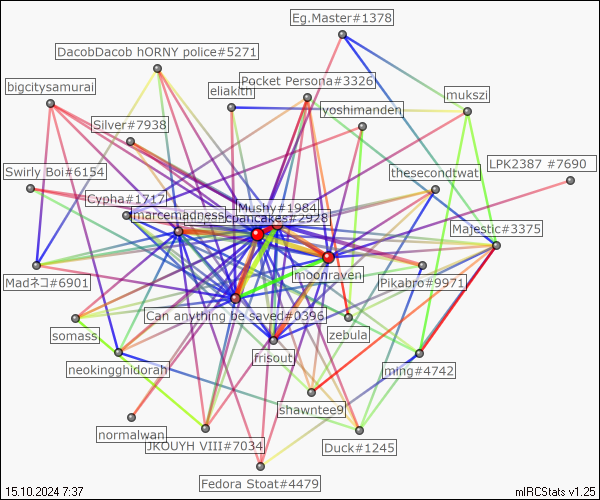 Eg.Master#1378
DacobDacob hORNY police#5271
Pocket Persona#3326
bigcitysamurai
eliakith
mukszi
yoshimanden
Silver#7938
LPK2387 #7690
Swirly Boi#6154
thesecondtwat
Cypha#1717
Mushy#1984
marcemadness
cpancakes#2928
Majestic#3375
moonraven
Madネコ#6901
Pikabro#9971
Can anything be saved#0396
somass
zebula
frisouti
neokingghidorah
ming#4742
shawntee9
normalwan
JKOUYH VIII#7034
Duck#1245
Fedora Stoat#4479
15.10.2024 7:37
mIRCStats v1.25